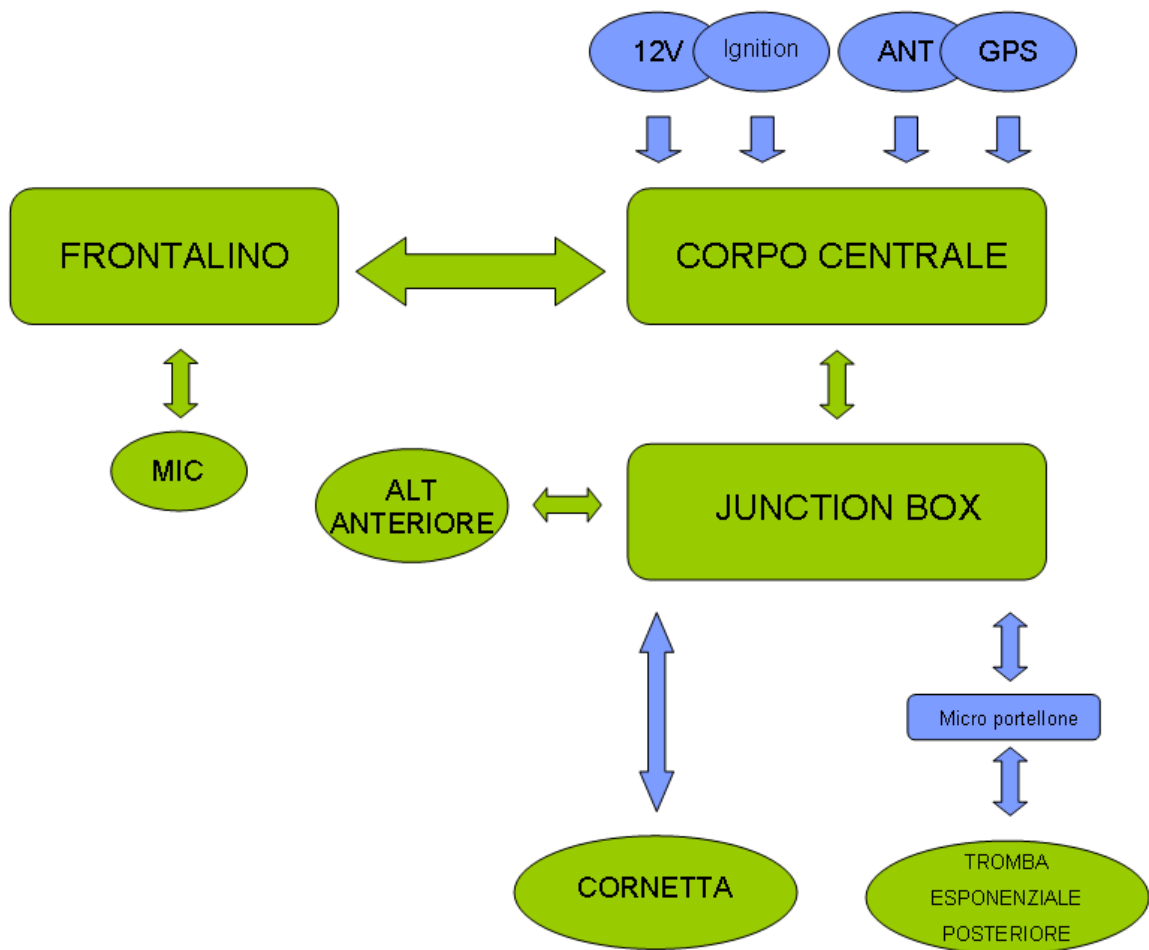 12V
Ignition
ANT
GPS
FRONTALINO
CORPO CENTRALE
MIC
ALT
ANTERIORE
JUNCTION BOX
Micro portellone
CORNETTA
TROMBA
ESPONENZIALE
POSTERIORE